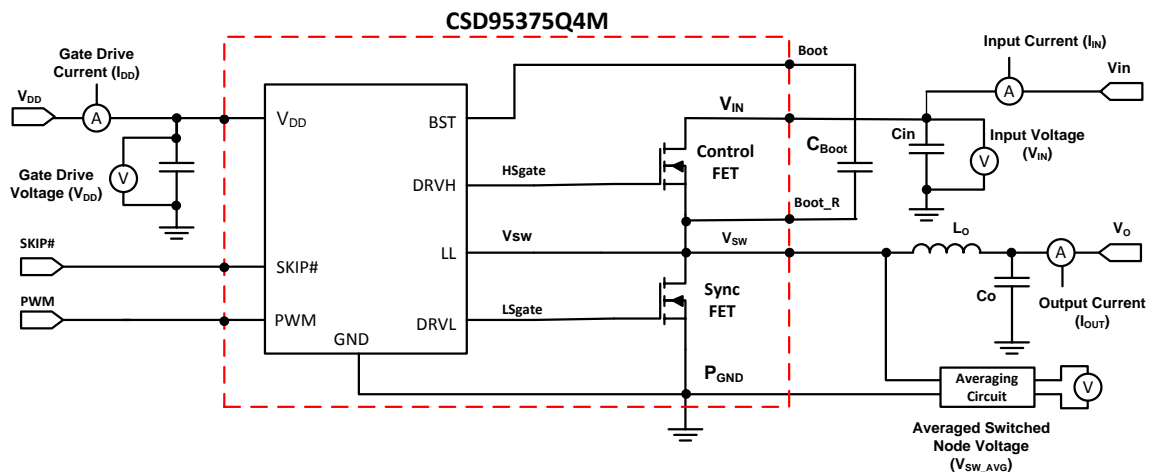 CSD95375Q4M
Gate Drive
Current (IDD)
VDD
A
Gate Drive
Voltage (VDD)
V
SKIP#
PWM
VDD
SKIP#
PWM
GND
BST
DRVH
LL
DRVL
HSgate
Vsw
LSgate
Boot
VIN
Control
FET
CBoot
Boot_R
VSW
Sync
FET
PGND
Input Current (IIN)
A
Vin
Cin
V
Input Voltage
(VIN)
LO
Co
A
VO
Output Current
(IOUT)
Averaging
Circuit
V
Averaged Switched
Node Voltage
(VSW_AVG)